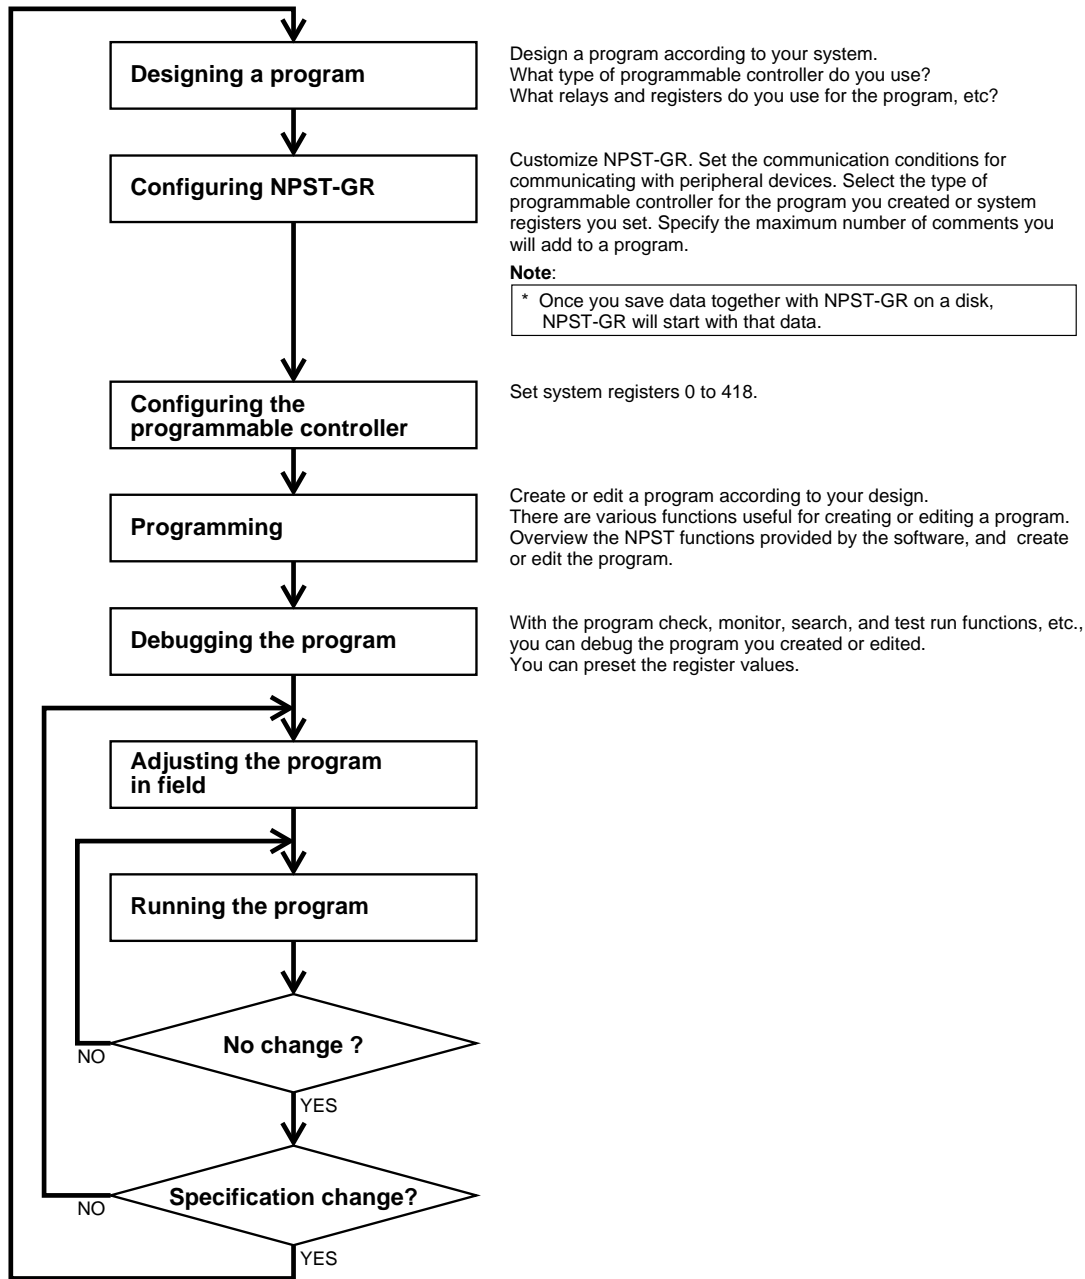 Designing a program
Design a program according to your system.
What type of programmable controller do you use?
What relays and registers do you use for the program, etc?
Configuring NPST-GR
Customize NPST-GR. Set the communication conditions for
communicating with peripheral devices. Select the type of
programmable controller for the program you created or system
registers you set. Specify the maximum number of comments you
will add to a program.
Note:
* Once you save data together with NPST-GR on a disk,
NPST-GR will start with that data.
Configuring the
programmable controller
Set system registers 0 to 418.
Programming
Create or edit a program according to your design.
There are various functions useful for creating or editing a program.
Overview the NPST functions provided by the software, and create
or edit the program.
Debugging the program
With the program check, monitor, search, and test run functions, etc.,
you can debug the program you created or edited.
You can preset the register values.
Adjusting the program
in field
Running the program
No change ?
NO
YES
Specification change?
NO
YES